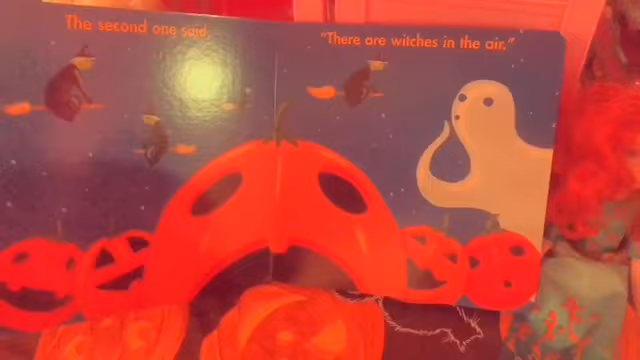 The second one said,
"There are witches in the air."